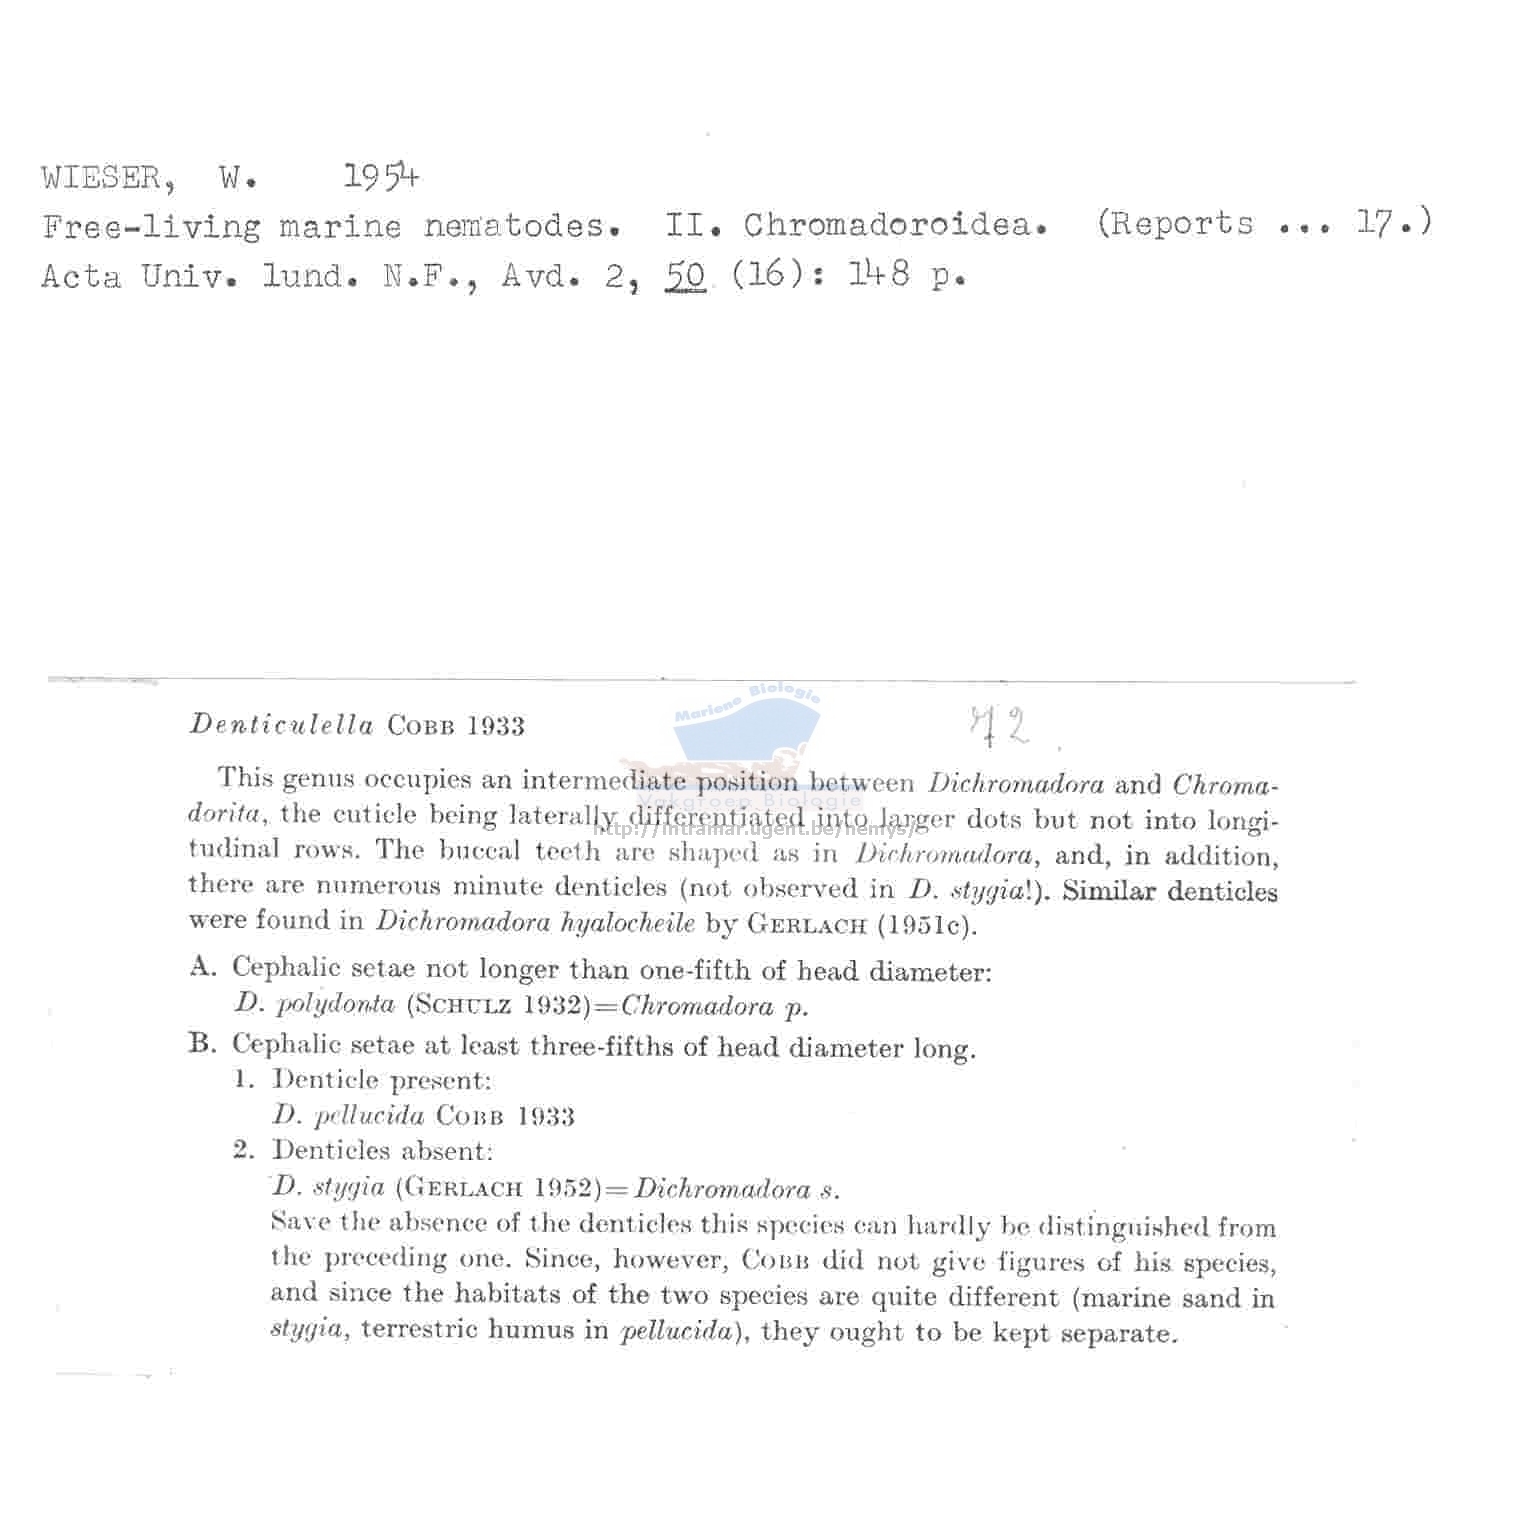 WIESER, W. 1954
Free-living marine nematodes. II. Chromadoroidea. (Reports ... 17.)
Acta Univ. lund. N.F., Avd. 2, 50 (16): 148 p.
Denticulella COBB 1933
72.
Mariene Biologie
This genus occupies an intermediate position between Dichromadora and Chroma-
Vakgroep Biologie
dorita, the cuticle being laterally differentiated into larger dots but not into longi-
http://intramar.ugent.be/nemys/
tudinal rows. The buccal teeth are shaped as in Dichromadora, and, in addition,
there are numerous minute denticles (not observed in D. stygia!). Similar denticles
were found in Dichromadora hyalocheile by GERLACH (1951c).
A. Cephalic setae not longer than one-fifth of head diameter:
D. polydonta (SCHULZ 1932)=Chromadora p.
B. Cephalic setae at least three-fifths of head diameter long.
1. Denticle present:
D. pellucida COBB 1933
2. Denticles absent:
D. stygia (GERLACH 1952)=Dichromadora s.
Save the absence of the denticles this species can hardly be distinguished from
the preceding one. Since, however, COBB did not give figures of his species,
and since the habitats of the two species are quite different (marine sand in
stygia, terrestric humus in pellucida), they ought to be kept separate.